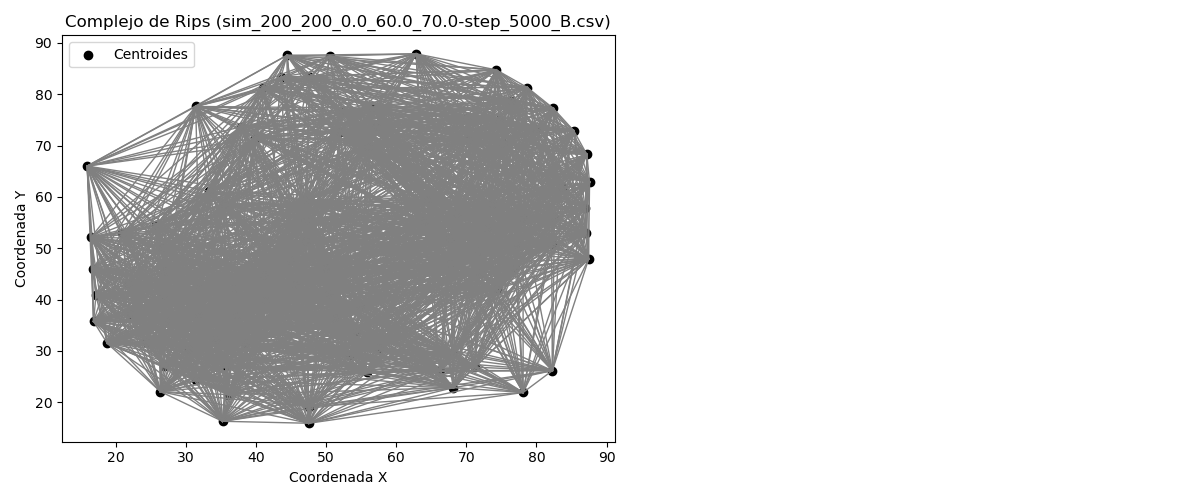 Complejo de Rips (sim_200_200_0.0_60.0_70.0-step_5000_B.csv)
Centroides
90
80
70
60
50
40
30
20
Coordenada Y
20 30 40 50 60 70 80 90
Coordenada X